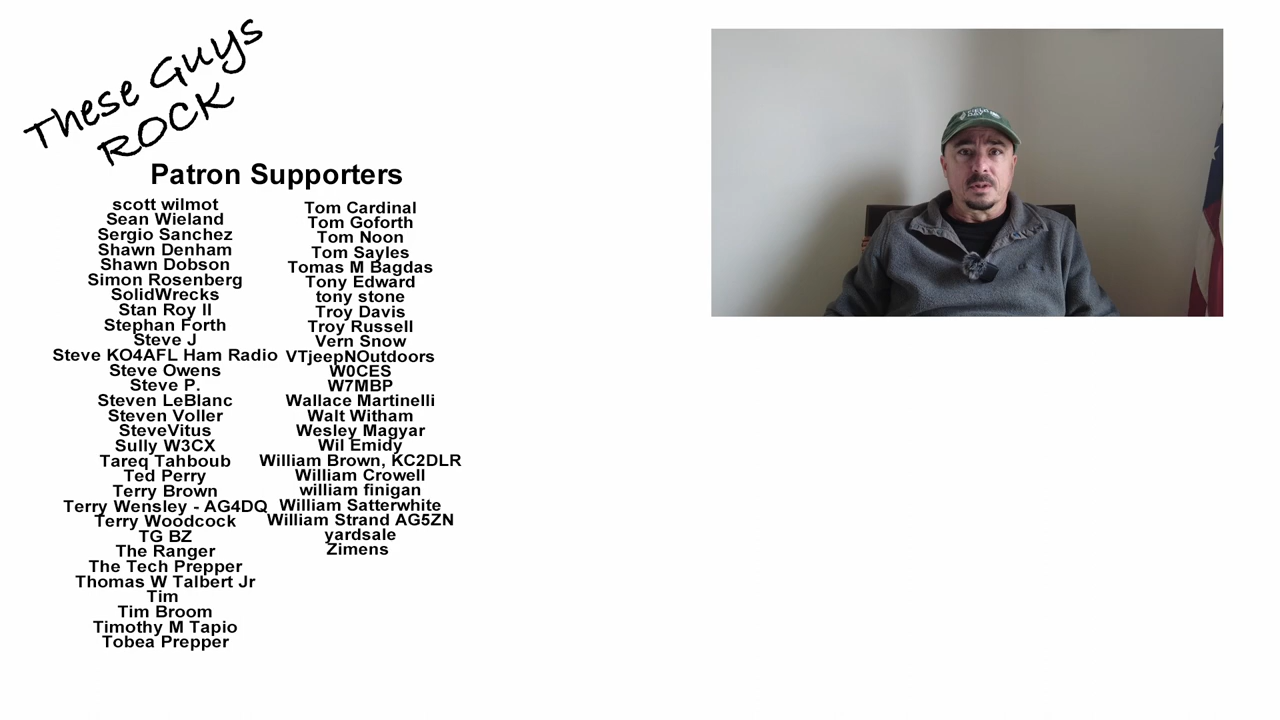 These Guys
ROCK
Patron Supporters
scott wilmot
Sean Wieland
Sergio Sanchez
Shawn Denham
Shawn Dobson
Simon Rosenberg
SolidWrecks
Stan Roy II
Stephan Forth
Steve J
Steve KO4AFL Ham Radio
Steve Owens
Steve P.
Steven LeBlanc
Steven Voller
SteveVitus
Sully W3CX
Tareq Tahboub
Ted Perry
Terry Brown
Terry Wensley - AG4DQ
Terry Woodcock
TG BZ
The Ranger
The Tech Prepper
Thomas W Talbert Jr
Tim
Tim Broom
Timothy M Tapio
Tobea Prepper
Tom Cardinal
Tom Goforth
Tom Noon
Tom Sayles
Tomas M Bagdas
Tony Edward
tony stone
Troy Davis
Troy Russell
Vern Snow
VTjeepNOutdoors
W0CES
W7MBP
Wallace Martinelli
Walt Witham
Wesley Magyar
Wil Emidy
William Brown, KC2DLR
William Crowell
william finigan
William Satterwhite
William Strand AG5ZN
yardsale
Zimens
DAY